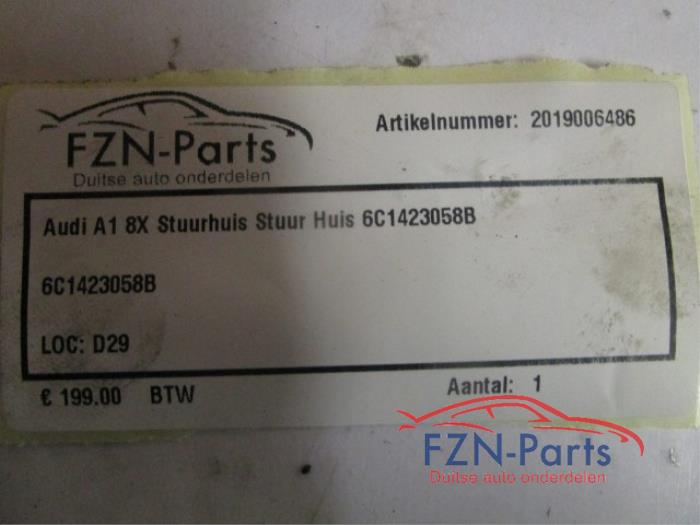 FZN-Parts
Duitse auto onderdelen
Artikelnummer: 2019006486
Audi A1 8X Stuurhuis Stuur Huis 6C1423058B
6C1423058B
LOC: D29
€ 199.00 BTW
Aantal: 1
FZN-Parts
Duitse auto onderdelen